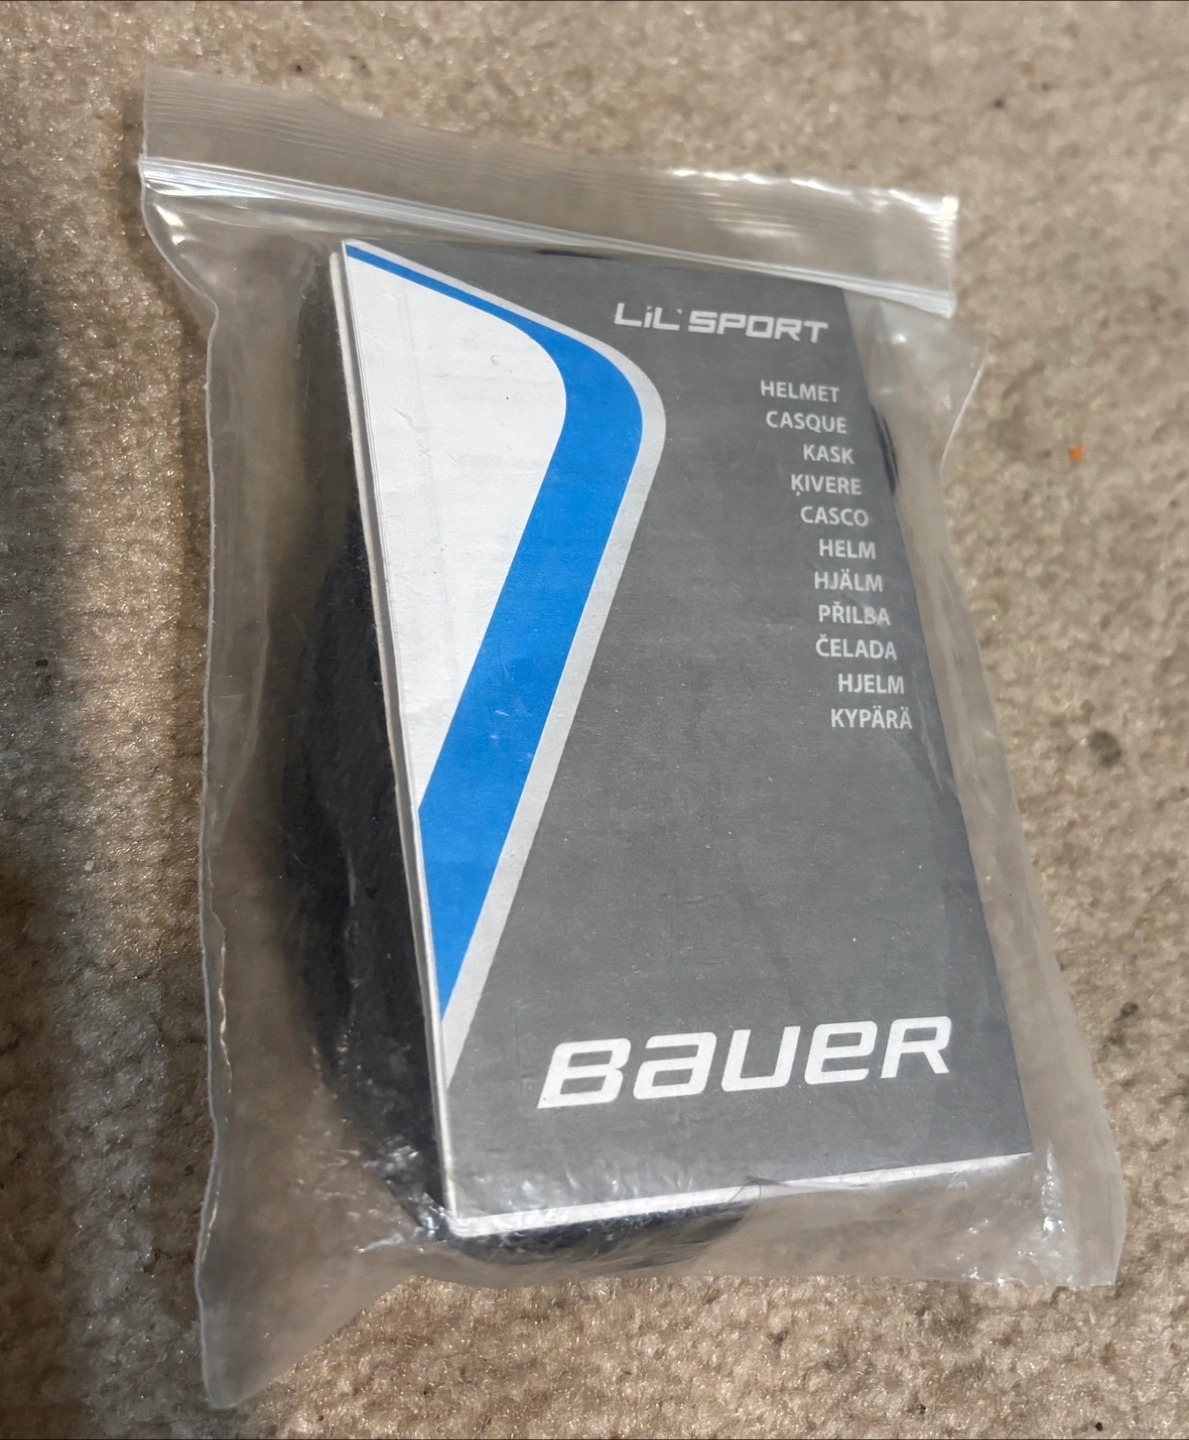 LIL' SPORT
HELMET
CASQUE
KASK
ĶIVERE
CASCO
HELM
HJÄLM
PŘILBA
ČELADA
HJELM
KYPÄRÄ
BAUER